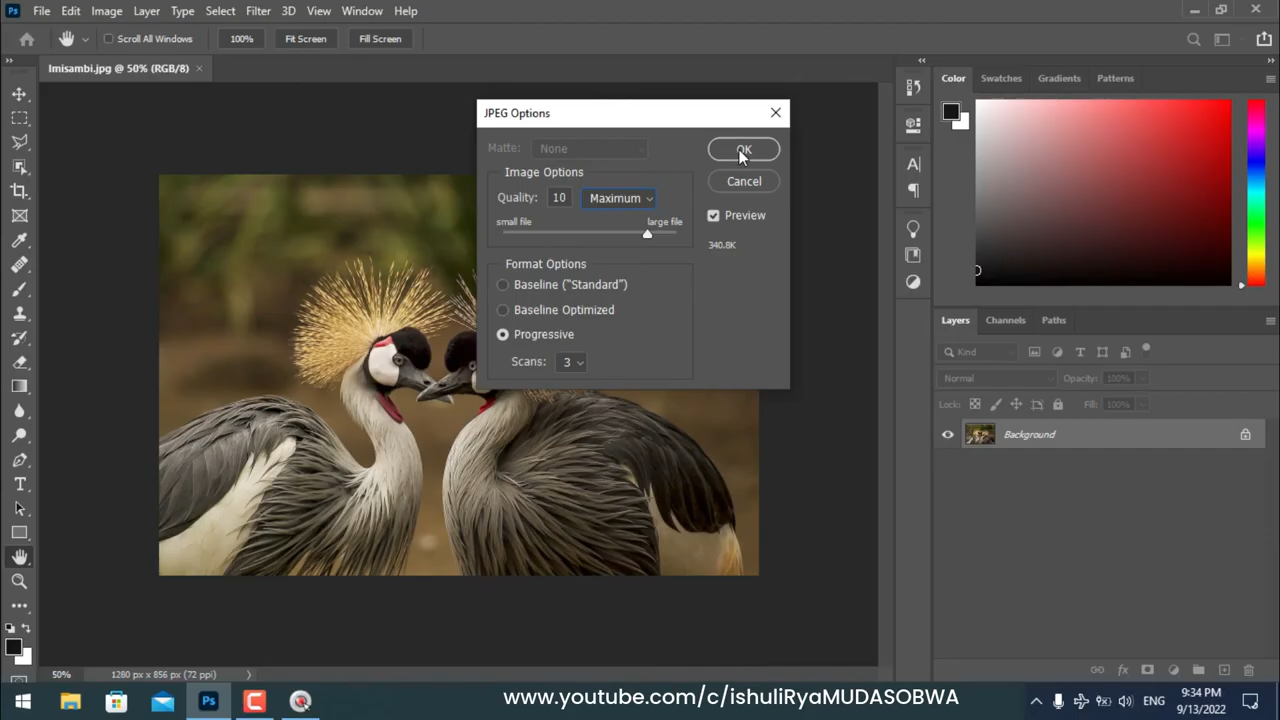 Ps File Edit Image Layer Type Select Filter 3D View Window Help
Scroll All Windows 100% Fit Screen Fill Screen
Imisambi.jpg @ 50% (RGB/8)
JPEG Options
Matte: None
OK
Image Options
Cancel
Quality: 10 Maximum
Preview
small file large file
340.8K
Format Options
Baseline ("Standard")
Baseline Optimized
Progressive
Scans: 3
Color Swatches Gradients Patterns
Layers Channels Paths
Kind
Normal Opacity: 100%
Lock: Fill: 100%
Background
50% 1280 px x 856 px (72 ppi)
Ps
www.youtube.com/c/ishuliRyaMUDASOBWA
ENG
9:34 PM
9/13/2022